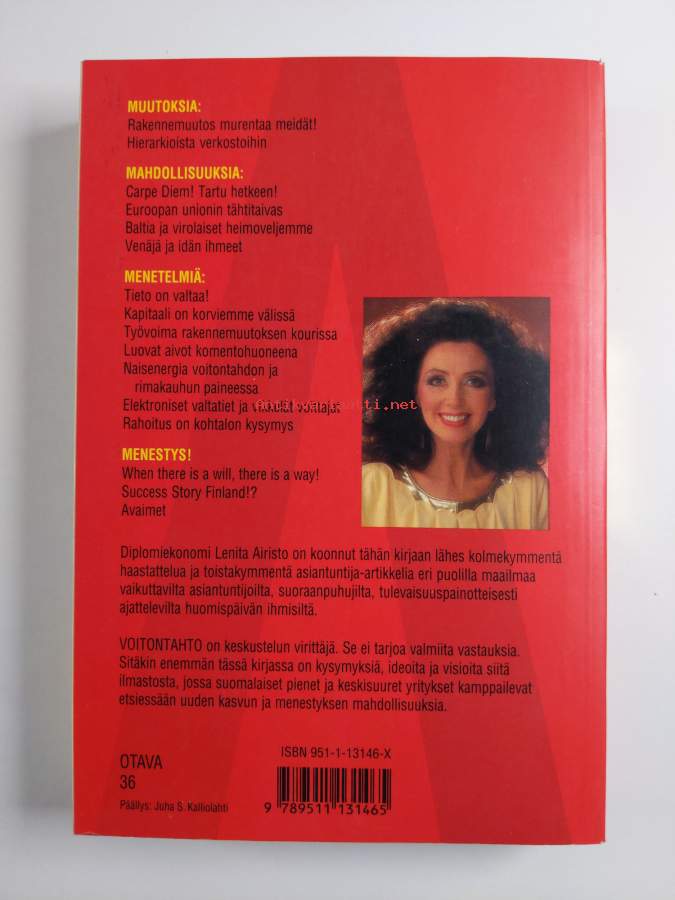 MUUTOKSIA:
Rakennemuutos murentaa meidät!
Hierarkioista verkostoihin
MAHDOLLISUUKSIA:
Carpe Diem! Tartu hetkeen!
Euroopan unionin tähtitaivas
Baltia ja virolaiset heimoveljemme
Venäjä ja idän ihmeet
MENETELMIÄ:
Tieto on valtaa!
Kapitaali on korviemme välissä
Työvoima rakennemuutoksen kourissa
Luovat aivot komentohuoneena
Naisenergia voitontahdon ja
rimakauhun paineessa
Elektroniset valtatiet ja
Rahoitus on kohtalon kysymys
MENESTYS!
When there is a will, there is a way!
Success Story Finland!?
Avaimet
Diplomiekonomi Lenita Airisto on koonnut tähän kirjaan lähes kolmekymmentä
haastattelua ja toistakymmentä asiantuntija-artikkelia eri puolilla maailmaa
vaikuttavilta asiantuntijoilta, suoraanpuhujilta, tulevaisuuspainotteisesti
ajattelevilta huomispäivän ihmisiltä.
VOITONTAHTO on keskustelun virittäjä. Se ei tarjoa valmiita vastauksia.
Sitäkin enemmän tässä kirjassa on kysymyksiä, ideoita ja visioita siitä
ilmastosta, jossa suomalaiset pienet ja keskisuuret yritykset kamppailevat
etsiessään uuden kasvun ja menestyksen mahdollisuuksia.
ISBN 951-1-13146-X
OTAVA
36
Päällys: Juha S. Kalliolahti
9 789511 131465